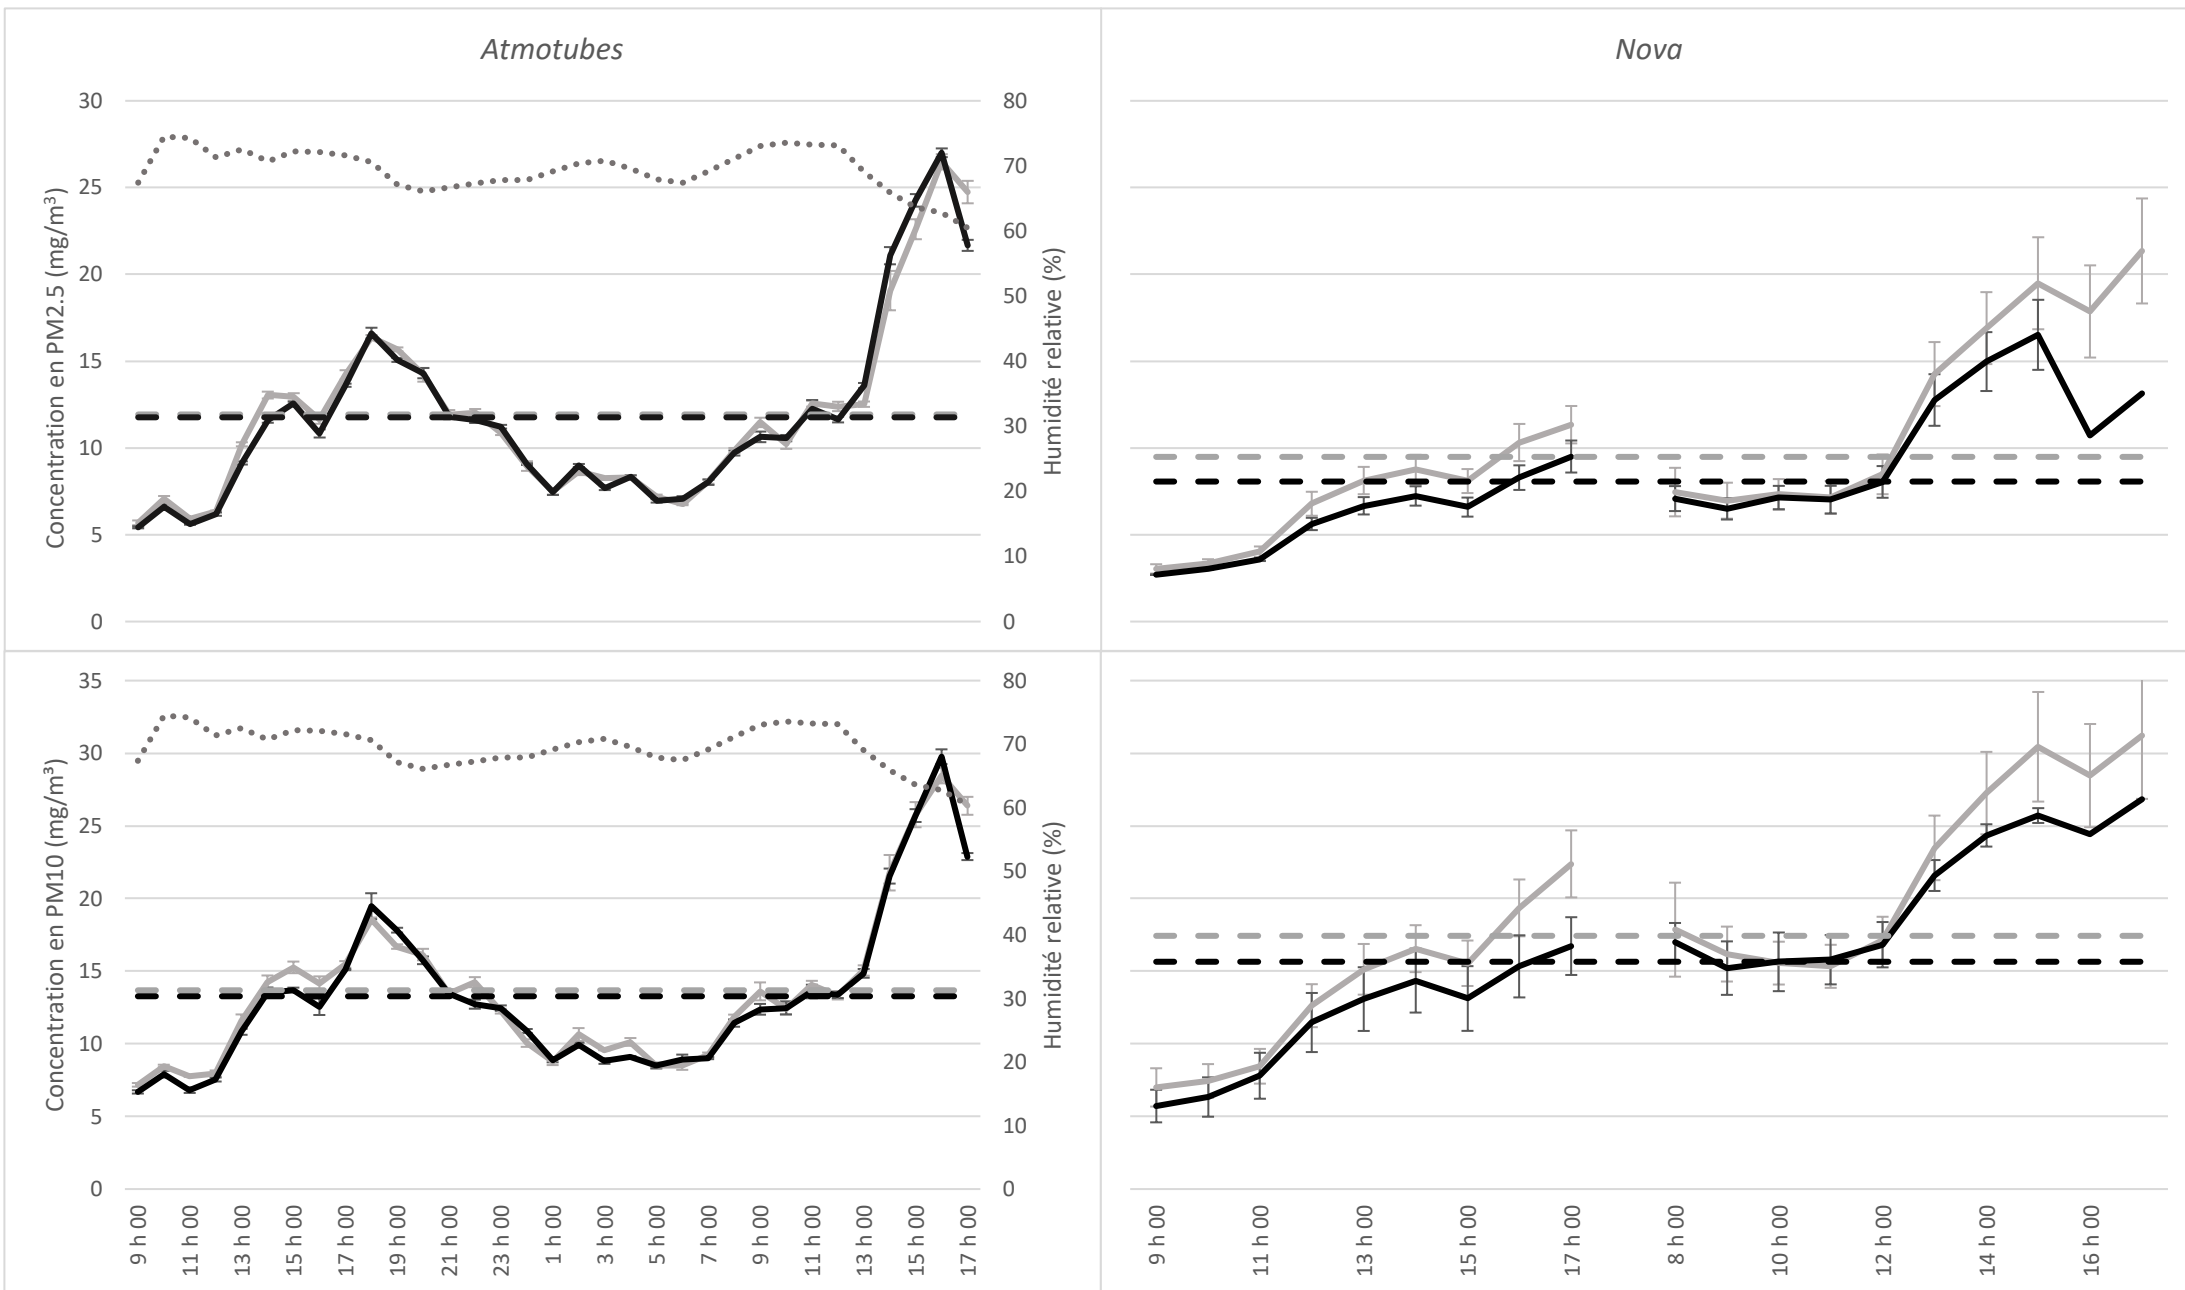 Atmotubes
Nova
Concentration en PM2.5 (mg/m³)
30
25
20
15
10
5
0
80
70
60
50
40
30
20
10
0
Humidité relative (%)
Concentration en PM10 (mg/m³)
35
30
25
20
15
10
5
0
80
70
60
50
40
30
20
10
0
Humidité relative (%)
9 h 00
11 h 00
13 h 00
15 h 00
17 h 00
19 h 00
21 h 00
23 h 00
1 h 00
3 h 00
5 h 00
7 h 00
9 h 00
11 h 00
13 h 00
15 h 00
17 h 00
9 h 00
11 h 00
13 h 00
15 h 00
17 h 00
8 h 00
10 h 00
12 h 00
14 h 00
16 h 00